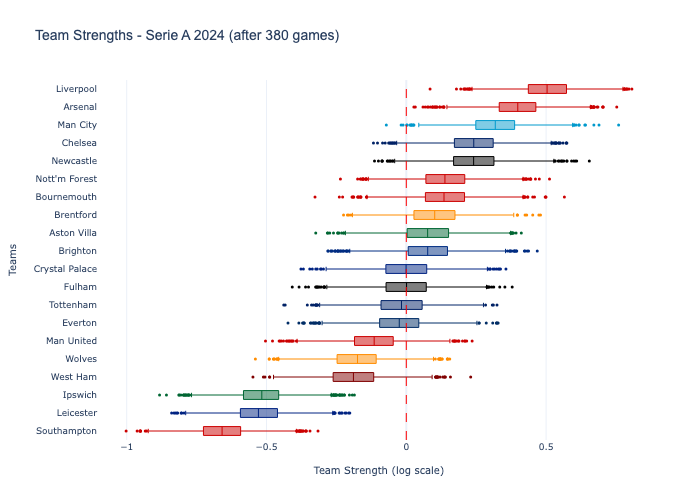 Team Strengths - Serie A 2024 (after 380 games)
Liverpool
Arsenal
Man City
Chelsea
Newcastle
Nott'm Forest
Bournemouth
Brentford
Aston Villa
Brighton
Crystal Palace
Fulham
Tottenham
Everton
Man United
Wolves
West Ham
Ipswich
Leicester
Southampton
Teams
−1
−0.5
0
0.5
Team Strength (log scale)